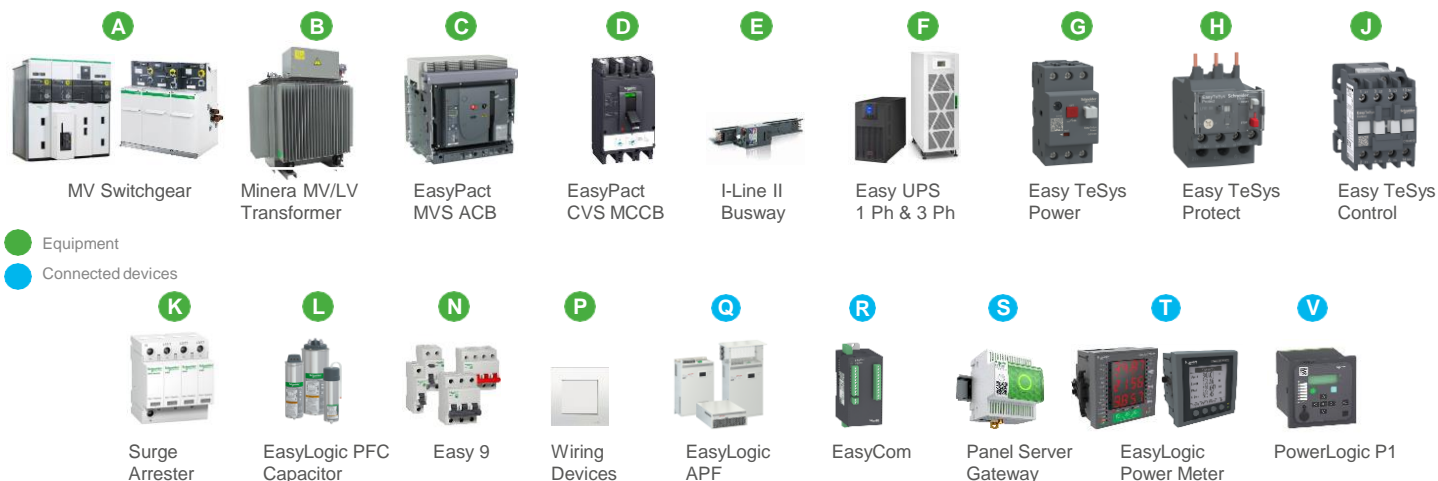 A B C D E F G H J
MV Switchgear
Minera MV/LV
Transformer
EasyPact
MVS ACB
EasyPact
CVS MCCB
I-Line II
Busway
Easy UPS
1 Ph & 3 Ph
Easy TeSys
Power
Easy TeSys
Protect
Easy TeSys
Control
Equipment
Connected devices
K L N P Q R S T V
Surge
Arrester
EasyLogic PFC
Capacitor
Easy 9
Wiring
Devices
EasyLogic
APF
EasyCom
Panel Server
Gateway
EasyLogic
Power Meter
PowerLogic P1